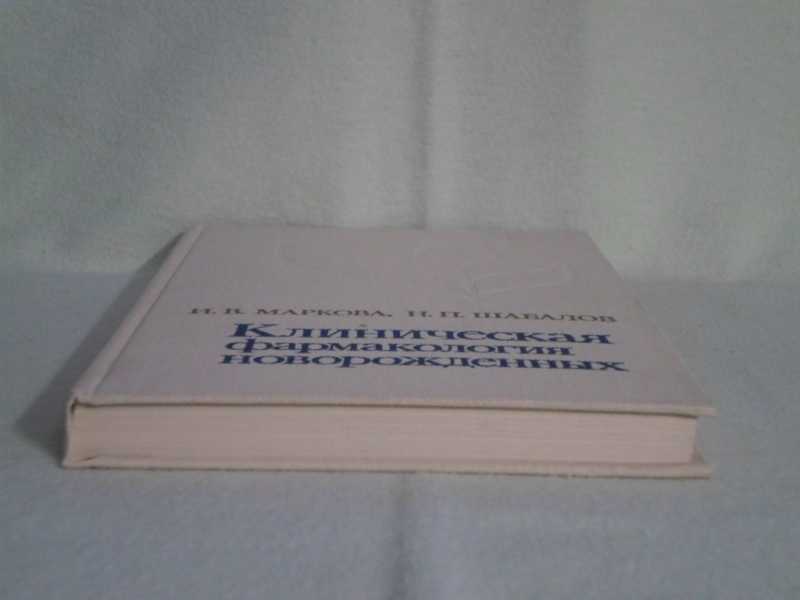 И. В. МАРКОВА, Н. П. ШАБАЛОВ
Клиническая
фармакология
новорожденных